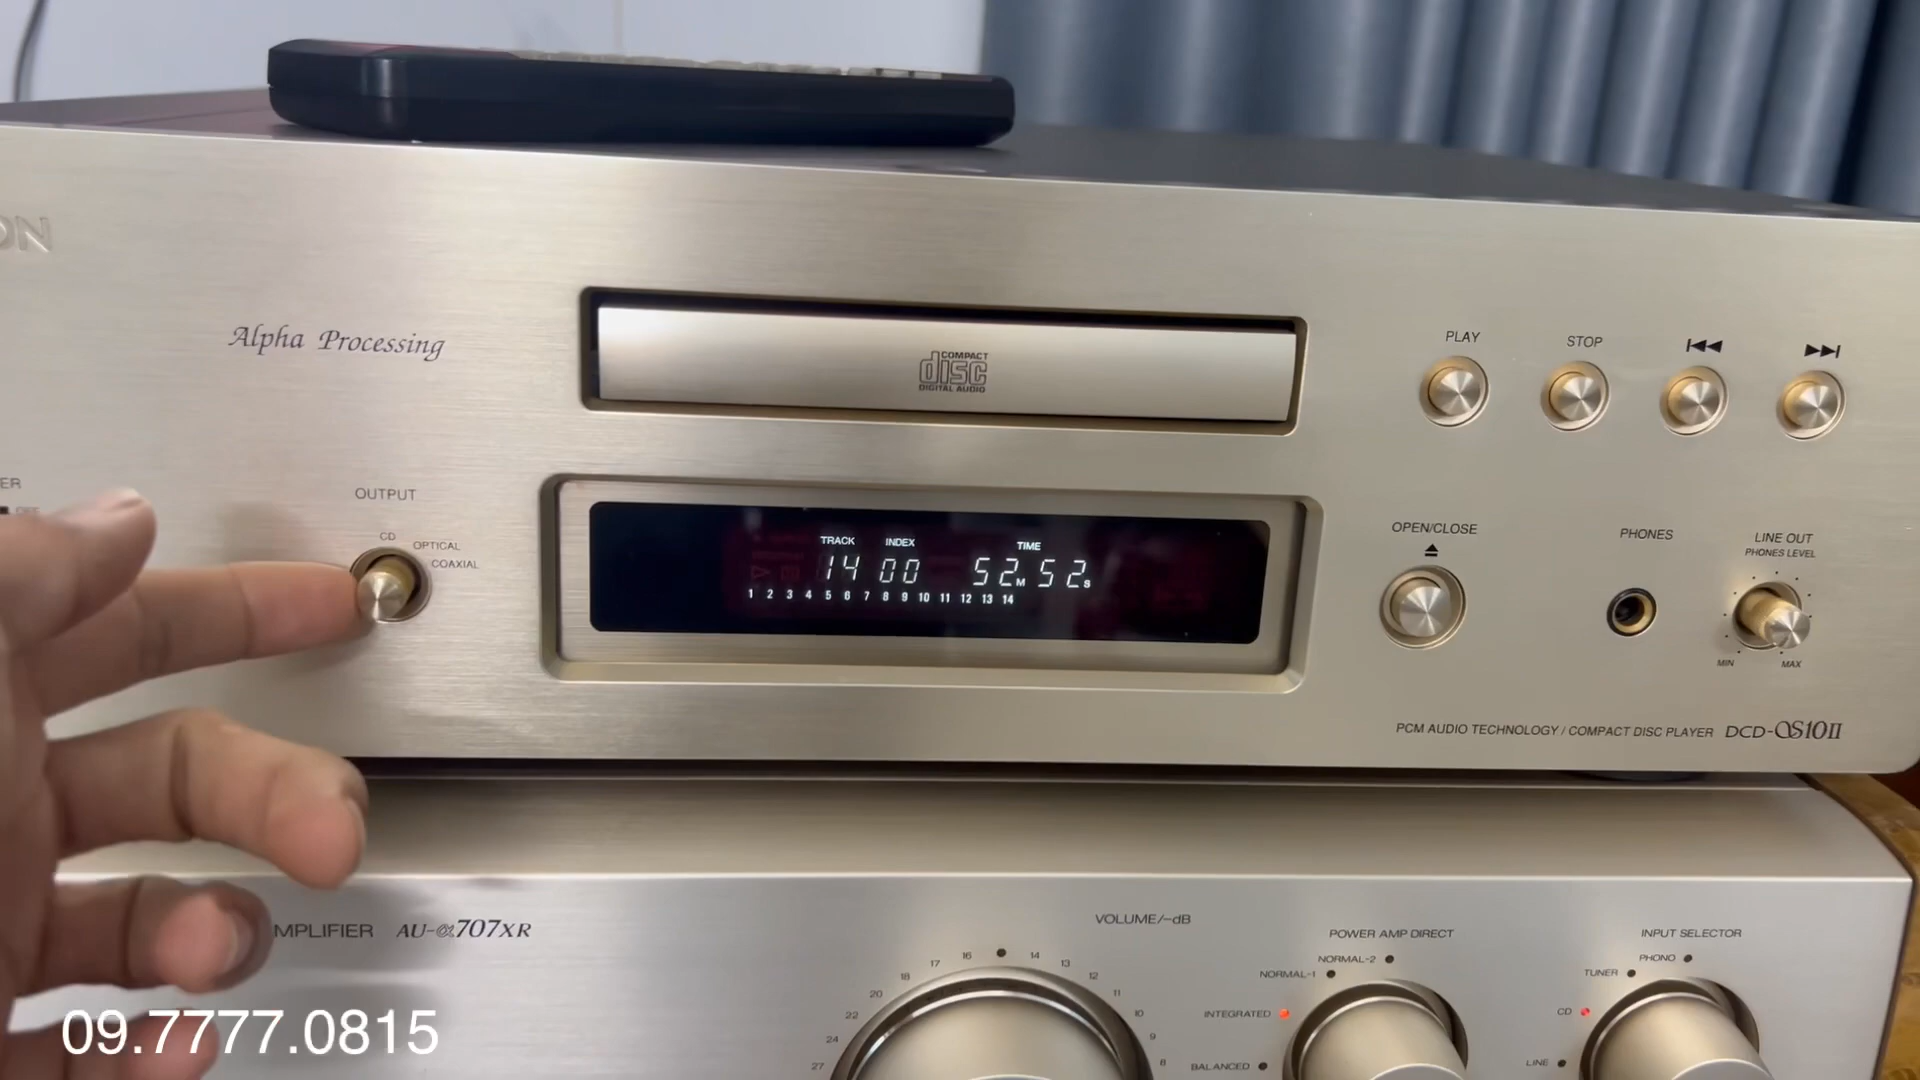 ON
Alpha Processing
COMPACT
disc
DIGITAL AUDIO
PLAY
STOP
ER
OFF
OUTPUT
CD
OPTICAL
COAXIAL
TRACK INDEX TIME
14 00 52M 52S
1 2 3 4 5 6 7 8 9 10 11 12 13 14
OPEN/CLOSE
PHONES
LINE OUT
PHONES LEVEL
MIN MAX
PCM AUDIO TECHNOLOGY / COMPACT DISC PLAYER DCD-S10II
MPLIFIER AU-α707XR
VOLUME/-dB
27 24 22 20 18 17 16 14 13 12 11 10 9 8
POWER AMP DIRECT
NORMAL-2
NORMAL-1
INTEGRATED
BALANCED
INPUT SELECTOR
PHONO
TUNER
CD
LINE
09.7777.0815